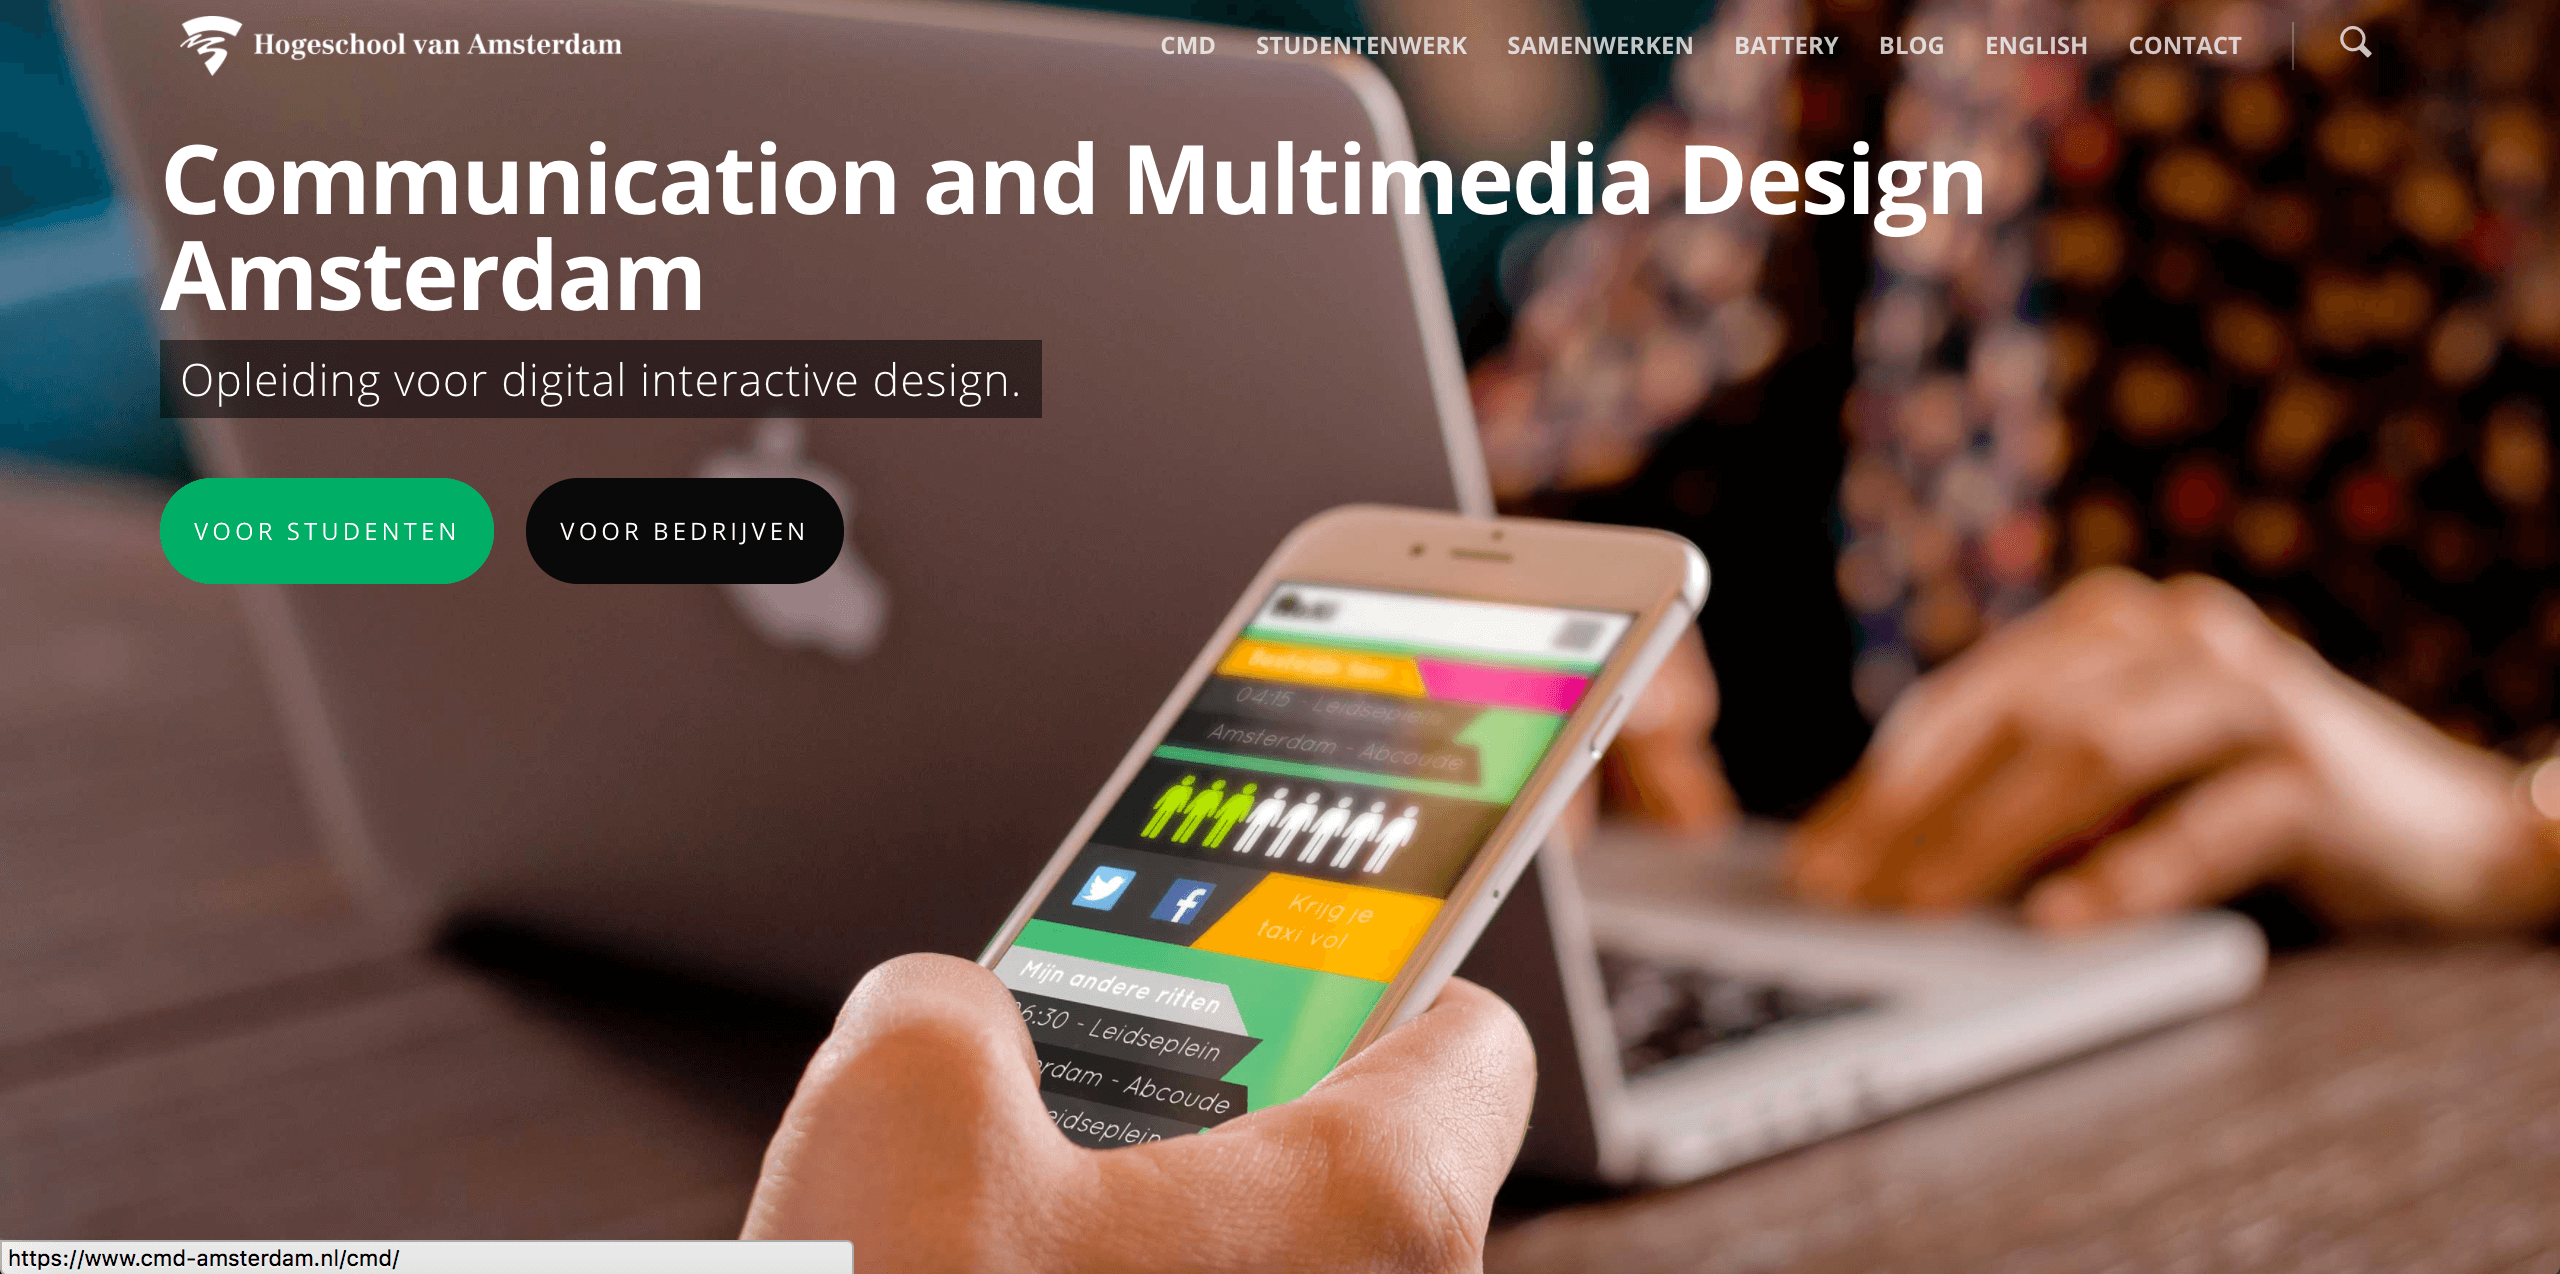 Hogeschool van Amsterdam
CMD STUDENTENWERK SAMENWERKEN BATTERY BLOG ENGLISH CONTACT
Communication and Multimedia Design
Amsterdam
Opleiding voor digital interactive design.
VOOR STUDENTEN VOOR BEDRIJVEN
04:15 - Leidseplein
Amsterdam - Abcoude
Krijg je
taxi vol
Mijn andere ritten
6:30 - Leidseplein
rdam - Abcoude
eidseplein
https://www.cmd-amsterdam.nl/cmd/